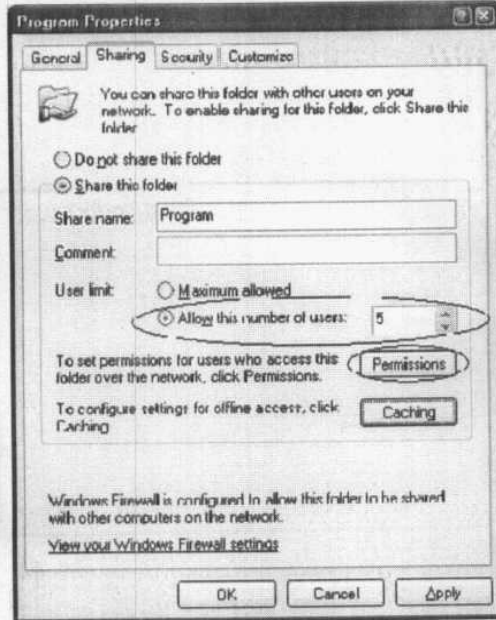 Program Properties
General Sharing Security Customize
You can share this folder with other users on your
network. To enable sharing for this folder, click Share this
folder
Do not share this folder
Share this folder
Share name: Program
Comment:
User limit: Maximum allowed
Allow this number of users: 5
To set permissions for users who access this
folder over the network, click Permissions.
Permissions
To configure settings for offline access, click
Caching
Caching
Windows Firewall is configured to allow this folder to be shared
with other computers on the network.
View your Windows Firewall settings
OK Cancel Apply